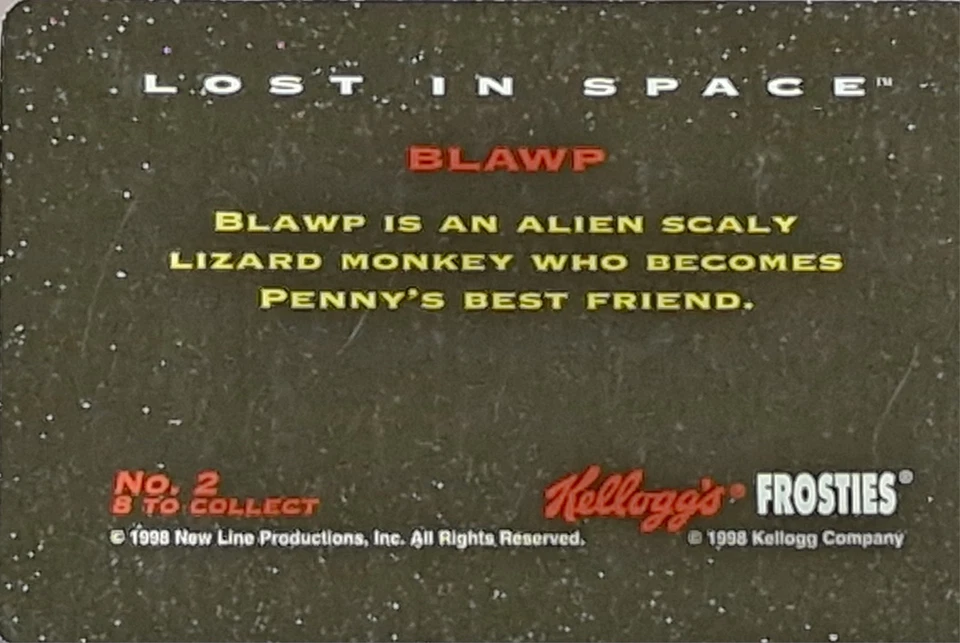 LOST IN SPACE™
BLAWP
BLAWP IS AN ALIEN SCALY
LIZARD MONKEY WHO BECOMES
PENNY'S BEST FRIEND.
NO. 2
8 TO COLLECT
Kellogg's® FROSTIES®
© 1998 New Line Productions, Inc. All Rights Reserved.
© 1998 Kellogg Company